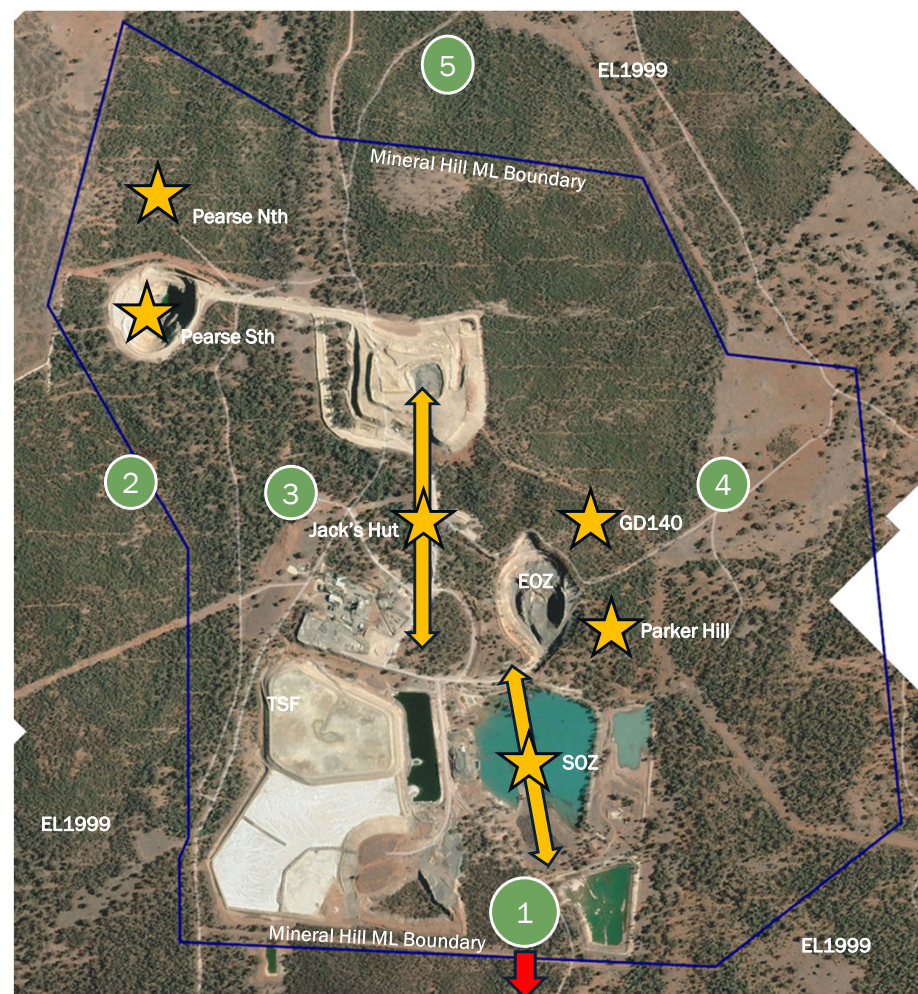 5
EL1999
Mineral Hill ML Boundary
Pearse Nth
Pearse Sth
2
3
4
Jack's Hut
GD140
EOZ
Parker Hill
TSF
SOZ
EL1999
1
Mineral Hill ML Boundary
EL1999